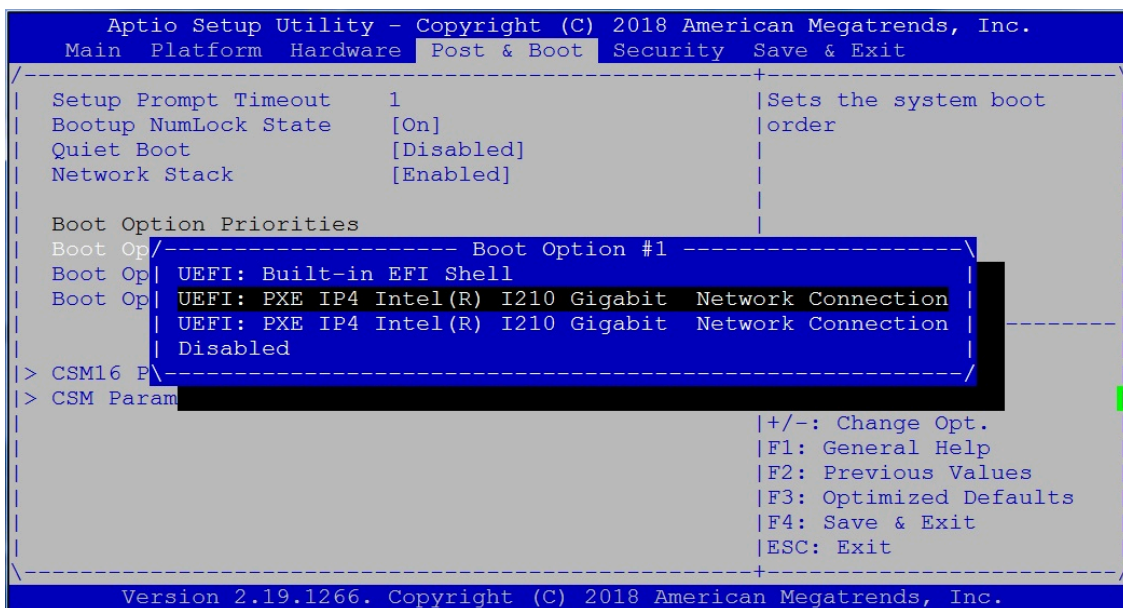 Aptio Setup Utility - Copyright (C) 2018 American Megatrends, Inc.
Main Platform Hardware Post & Boot Security Save & Exit
Setup Prompt Timeout 1 Sets the system boot
Bootup NumLock State [On] order
Quiet Boot [Disabled]
Network Stack [Enabled]
Boot Option Priorities
Boot Op Boot Option #1
Boot Op UEFI: Built-in EFI Shell
Boot Op UEFI: PXE IP4 Intel(R) I210 Gigabit Network Connection
UEFI: PXE IP4 Intel(R) I210 Gigabit Network Connection
Disabled
> CSM16 P
> CSM Param
+/-: Change Opt.
F1: General Help
F2: Previous Values
F3: Optimized Defaults
F4: Save & Exit
ESC: Exit
Version 2.19.1266. Copyright (C) 2018 American Megatrends, Inc.